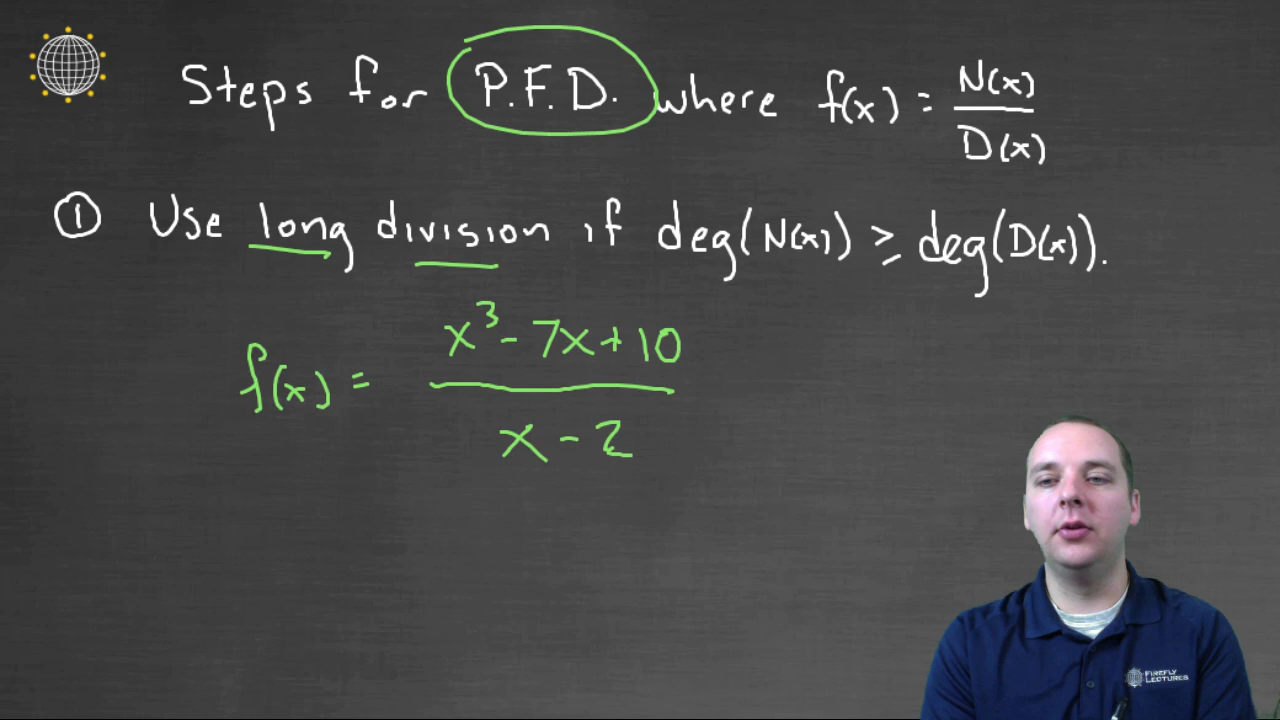 Steps for P.F.D. where f(x) = N(x)/D(x)
① Use long division if deg(N(x)) ≥ deg(D(x)).
f(x) = x³ - 7x + 10
x - 2
FIREFLY
LECTURES